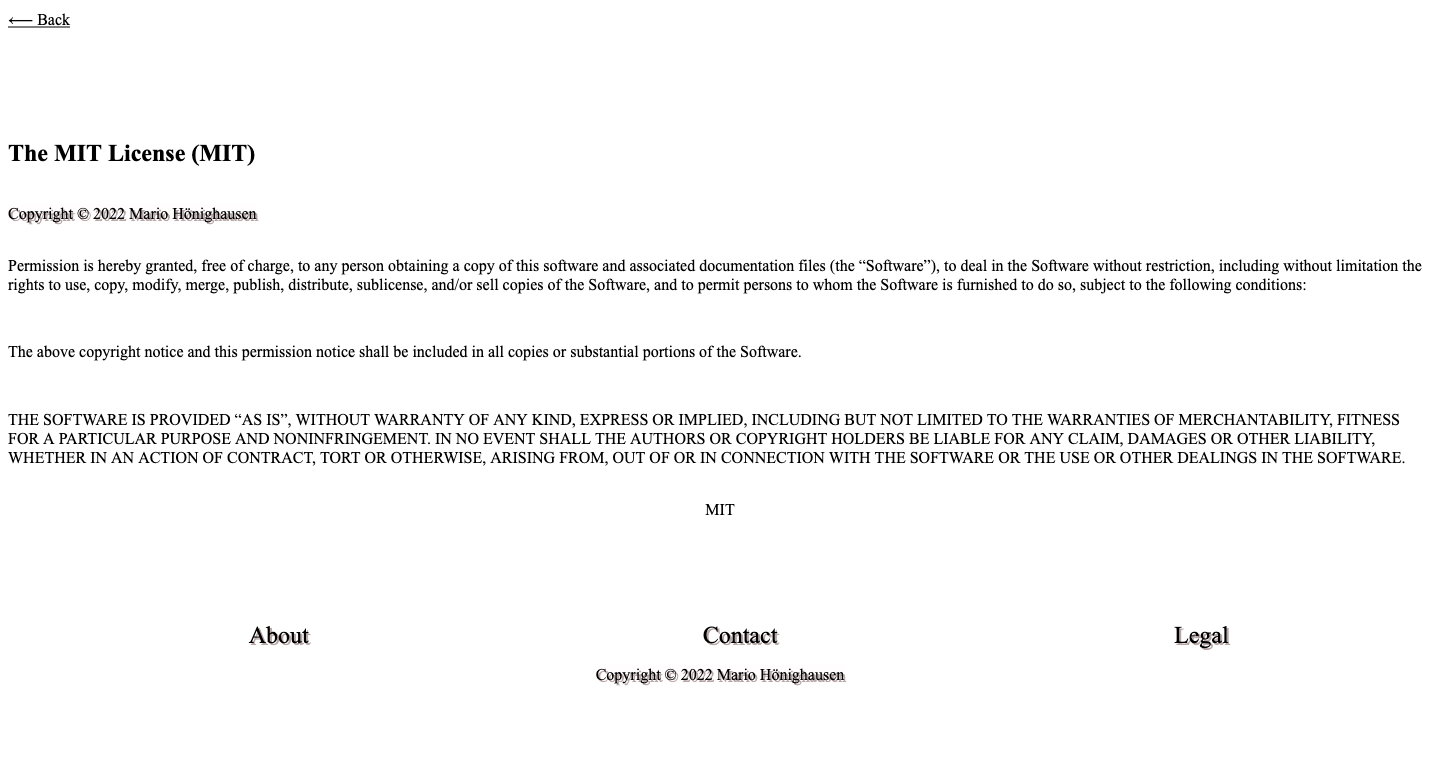 ⟵ Back
The MIT License (MIT)
Copyright © 2022 Mario Hönighausen
Permission is hereby granted, free of charge, to any person obtaining a copy of this software and associated documentation files (the “Software”), to deal in the Software without restriction, including without limitation the
rights to use, copy, modify, merge, publish, distribute, sublicense, and/or sell copies of the Software, and to permit persons to whom the Software is furnished to do so, subject to the following conditions:
The above copyright notice and this permission notice shall be included in all copies or substantial portions of the Software.
THE SOFTWARE IS PROVIDED “AS IS”, WITHOUT WARRANTY OF ANY KIND, EXPRESS OR IMPLIED, INCLUDING BUT NOT LIMITED TO THE WARRANTIES OF MERCHANTABILITY, FITNESS
FOR A PARTICULAR PURPOSE AND NONINFRINGEMENT. IN NO EVENT SHALL THE AUTHORS OR COPYRIGHT HOLDERS BE LIABLE FOR ANY CLAIM, DAMAGES OR OTHER LIABILITY,
WHETHER IN AN ACTION OF CONTRACT, TORT OR OTHERWISE, ARISING FROM, OUT OF OR IN CONNECTION WITH THE SOFTWARE OR THE USE OR OTHER DEALINGS IN THE SOFTWARE.
MIT
About Contact Legal
Copyright © 2022 Mario Hönighausen